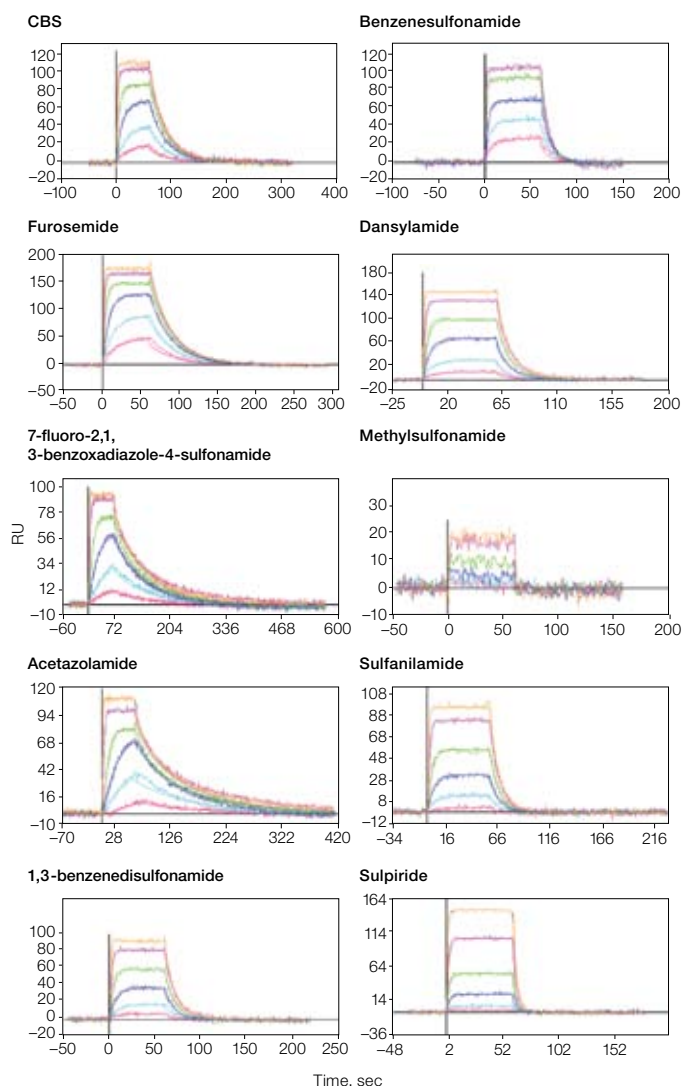 CBS
120
100
80
60
40
20
0
–20
–100 0 100 200 300 400
Benzenesulfonamide
120
100
80
60
40
20
0
–20
–100 –50 0 50 100 150 200
Furosemide
200
150
100
50
0
–50
–50 0 50 100 150 200 250 300
Dansylamide
180
140
100
60
20
–20
–25 20 65 110 155 200
7-fluoro-2,1,
3-benzoxadiazole-4-sulfonamide
100
78
56
34
12
–10
–60 72 204 336 468 600
RU
Methylsulfonamide
30
20
10
0
–10
–50 0 50 100 150 200
Acetazolamide
120
94
68
42
16
–10
–70 28 126 224 322 420
Sulfanilamide
108
88
68
48
28
8
–12
–34 16 66 116 166 216
1,3-benzenedisulfonamide
100
80
60
40
20
0
–20
–50 0 50 100 150 200 250
Sulpiride
164
114
64
14
–36
–48 2 52 102 152
Time, sec